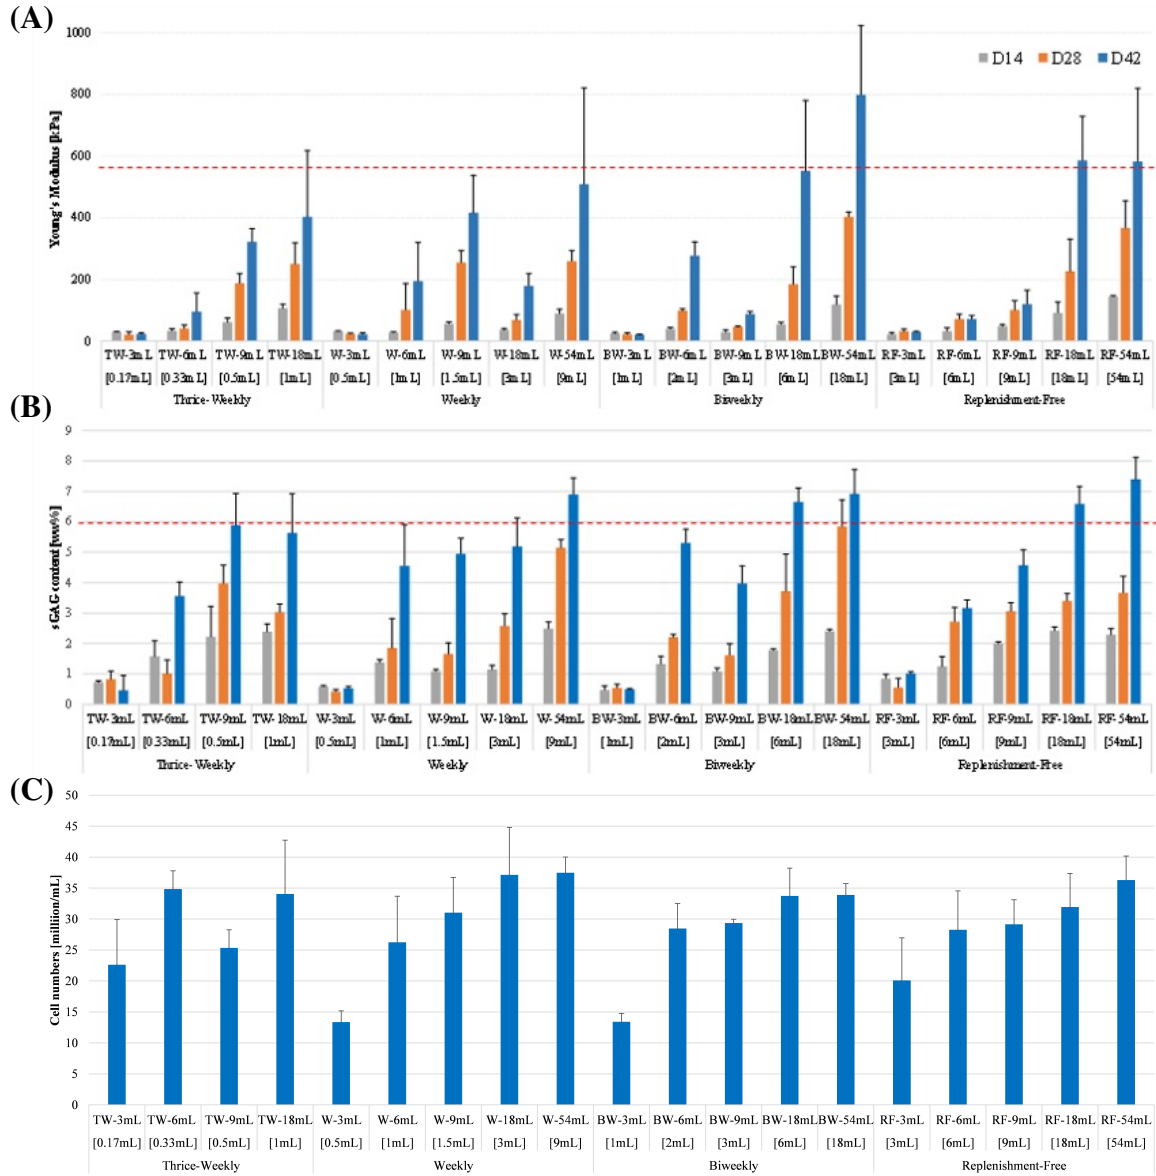 (A)
1000
800
600
400
200
0
Young's Modulus [kPa]
D14 D28 D42
TW-3mL TW-6mL TW-9mL TW-18mL W-3mL W-6mL W-9mL W-18mL W-54mL BW-3mL BW-6mL BW-9mL BW-18mL BW-54mL RF-3mL RF-6mL RF-9mL RF-18mL RF-54mL
[0.17mL] [0.33mL] [0.5mL] [1mL] [0.5mL] [1mL] [1.5mL] [3mL] [9mL] [1mL] [2mL] [3mL] [6mL] [18mL] [3mL] [6mL] [9mL] [18mL] [54mL]
Thrice-Weekly Weekly Biweekly Replenishment-Free
(B)
9
8
7
6
5
4
3
2
1
0
sGAG content [ww%]
TW-3mL TW-6mL TW-9mL TW-18mL W-3mL W-6mL W-9mL W-18mL W-54mL BW-3mL BW-6mL BW-9mL BW-18mL BW-54mL RF-3mL RF-6mL RF-9mL RF-18mL RF-54mL
[0.17mL] [0.33mL] [0.5mL] [1mL] [0.5mL] [1mL] [1.5mL] [3mL] [9mL] [1mL] [2mL] [3mL] [6mL] [18mL] [3mL] [6mL] [9mL] [18mL] [54mL]
Thrice-Weekly Weekly Biweekly Replenishment-Free
(C)
50
45
40
35
30
25
20
15
10
5
0
Cell numbers [milliion/mL]
TW-3mL TW-6mL TW-9mL TW-18mL W-3mL W-6mL W-9mL W-18mL W-54mL BW-3mL BW-6mL BW-9mL BW-18mL BW-54mL RF-3mL RF-6mL RF-9mL RF-18mL RF-54mL
[0.17mL] [0.33mL] [0.5mL] [1mL] [0.5mL] [1mL] [1.5mL] [3mL] [9mL] [1mL] [2mL] [3mL] [6mL] [18mL] [3mL] [6mL] [9mL] [18mL] [54mL]
Thrice-Weekly Weekly Biweekly Replenishment-Free